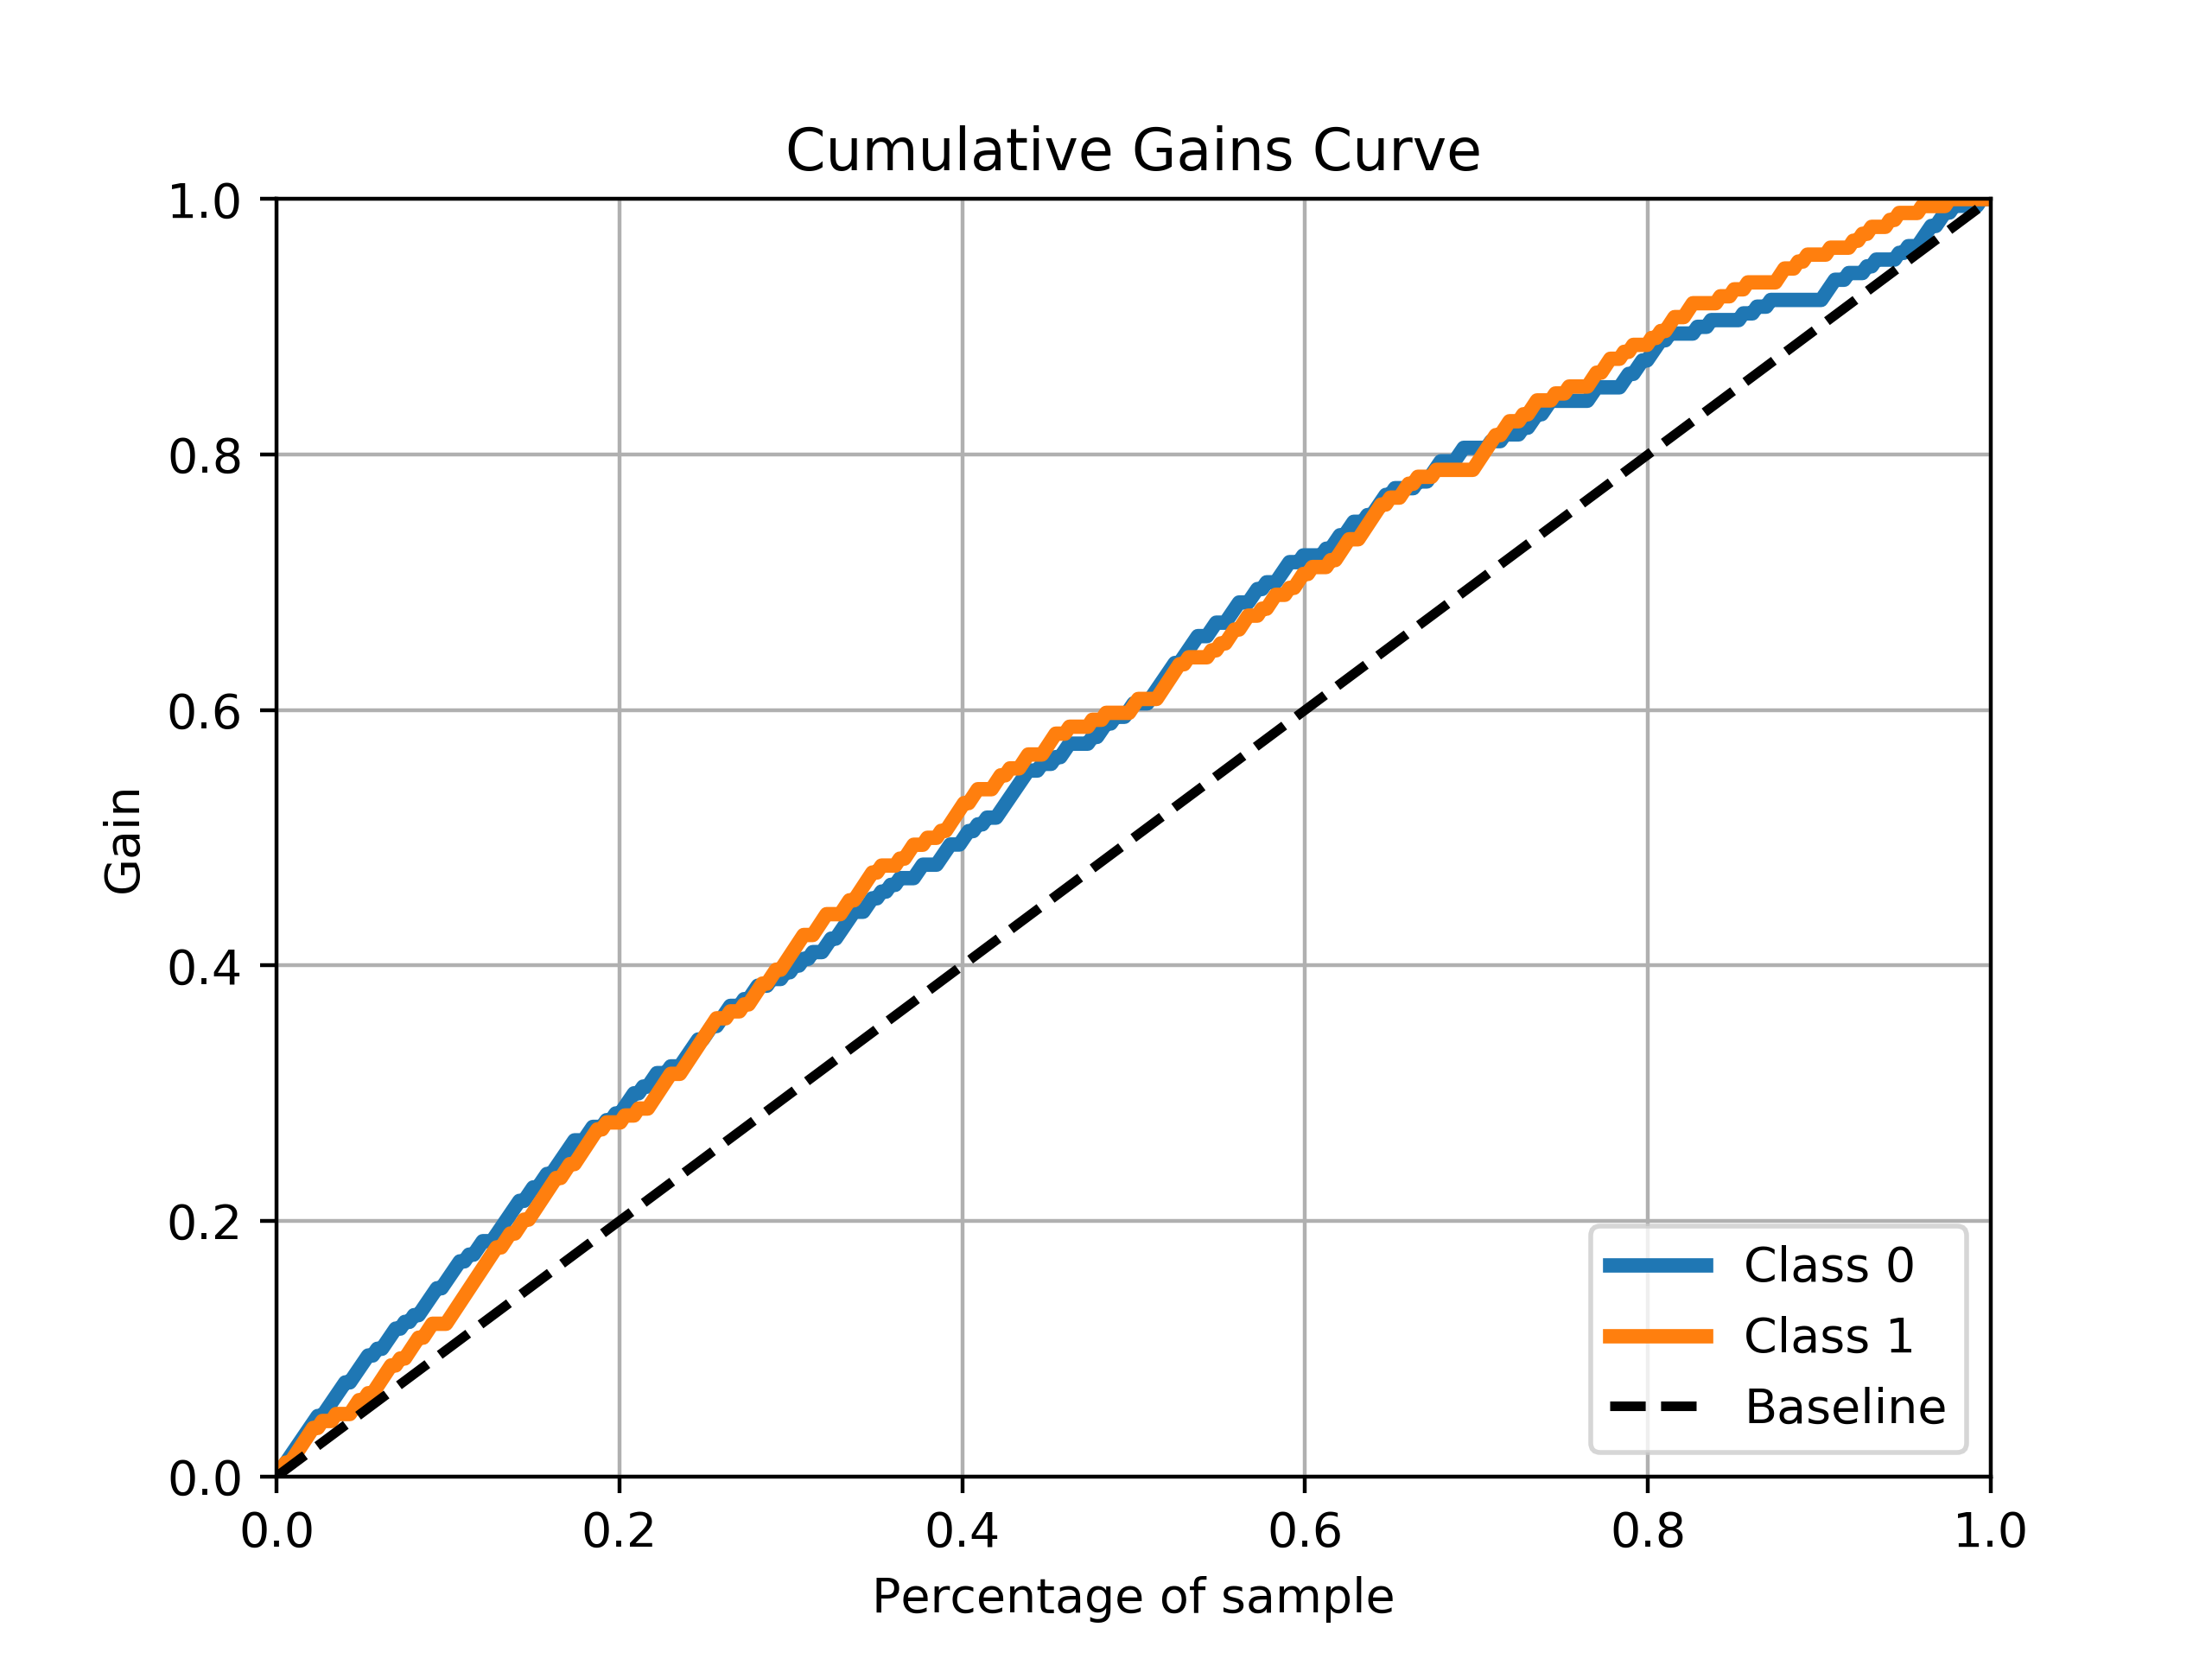 Cumulative Gains Curve
1.0
0.8
0.6
0.4
0.2
0.0
Gain
0.0 0.2 0.4 0.6 0.8 1.0
Percentage of sample
Class 0
Class 1
Baseline